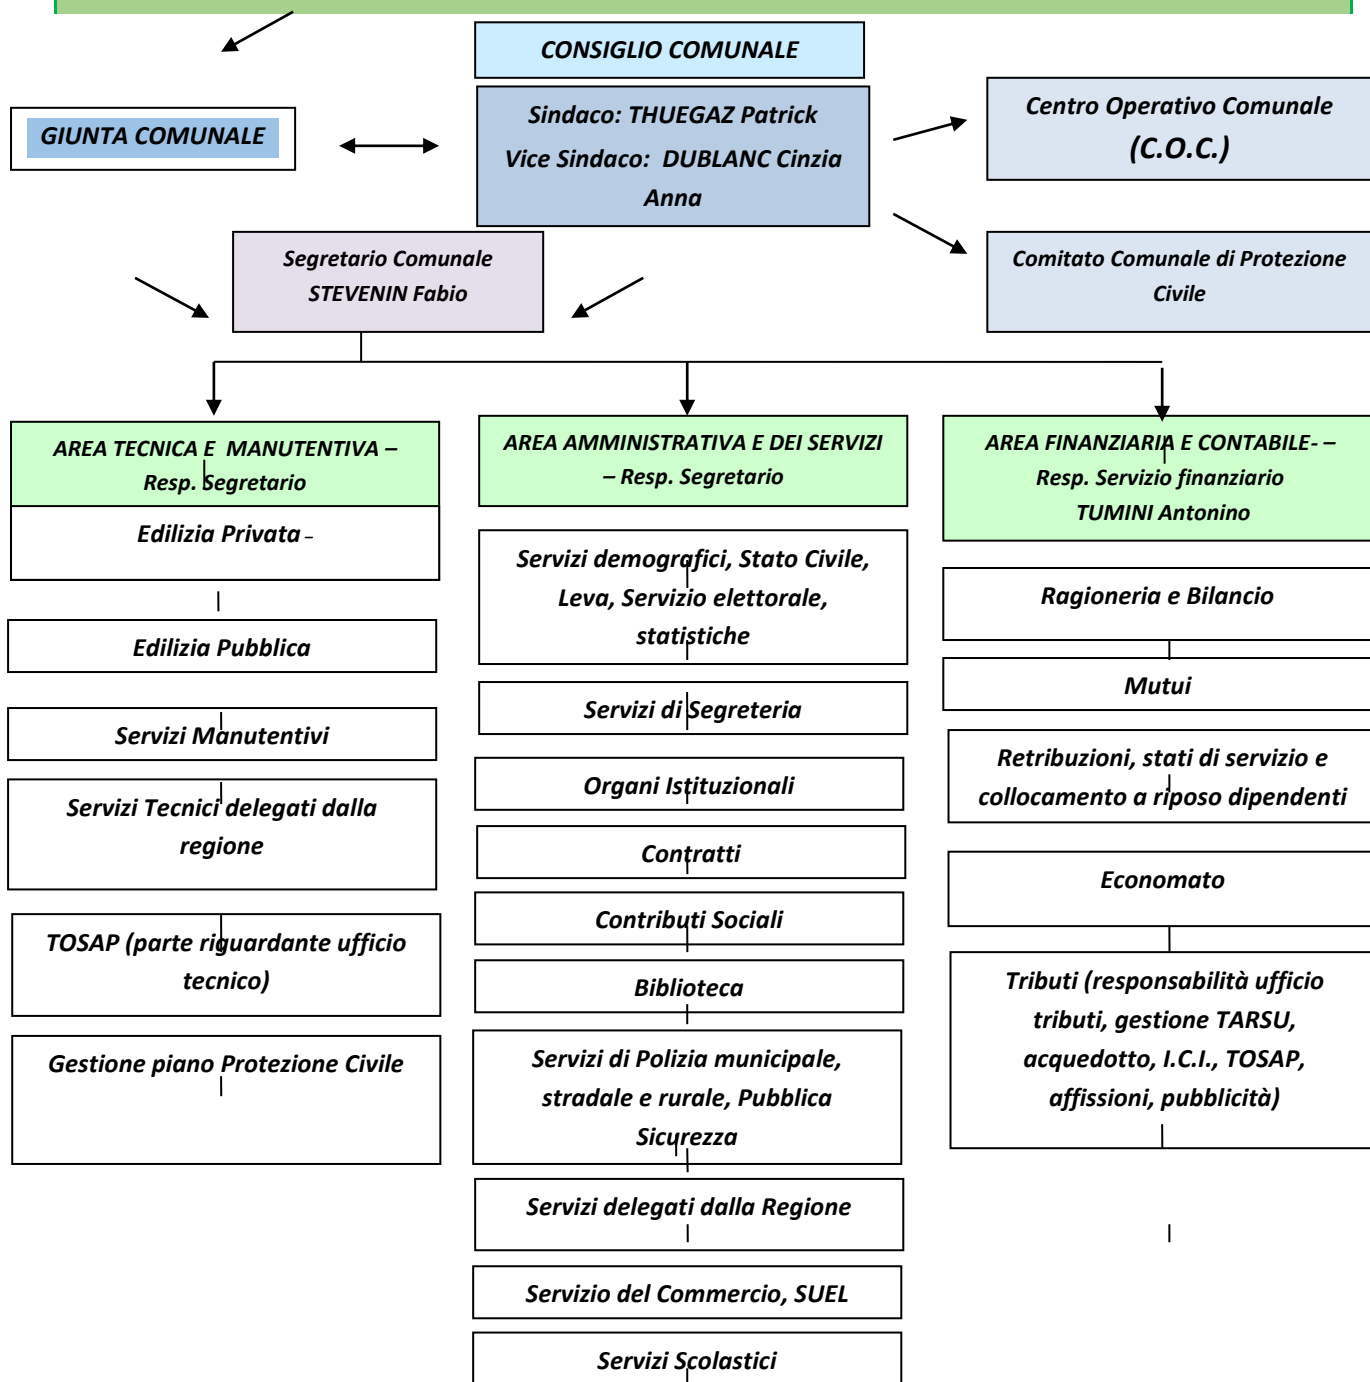 CONSIGLIO COMUNALE
GIUNTA COMUNALE
Sindaco: THUEGAZ Patrick
Vice Sindaco: DUBLANC Cinzia
Anna
Centro Operativo Comunale
(C.O.C.)
Segretario Comunale
STEVENIN Fabio
Comitato Comunale di Protezione
Civile
AREA TECNICA E MANUTENTIVA –
Resp. Segretario
Edilizia Privata –
Edilizia Pubblica
Servizi Manutentivi
Servizi Tecnici delegati dalla
regione
TOSAP (parte riguardante ufficio
tecnico)
Gestione piano Protezione Civile
AREA AMMINISTRATIVA E DEI SERVIZI
– Resp. Segretario
Servizi demografici, Stato Civile,
Leva, Servizio elettorale,
statistiche
Servizi di Segreteria
Organi Istituzionali
Contratti
Contributi Sociali
Biblioteca
Servizi di Polizia municipale,
stradale e rurale, Pubblica
Sicurezza
Servizi delegati dalla Regione
Servizio del Commercio, SUEL
Servizi Scolastici
AREA FINANZIARIA E CONTABILE- –
Resp. Servizio finanziario
TUMINI Antonino
Ragioneria e Bilancio
Mutui
Retribuzioni, stati di servizio e
collocamento a riposo dipendenti
Economato
Tributi (responsabilità ufficio
tributi, gestione TARSU,
acquedotto, I.C.I., TOSAP,
affissioni, pubblicità)